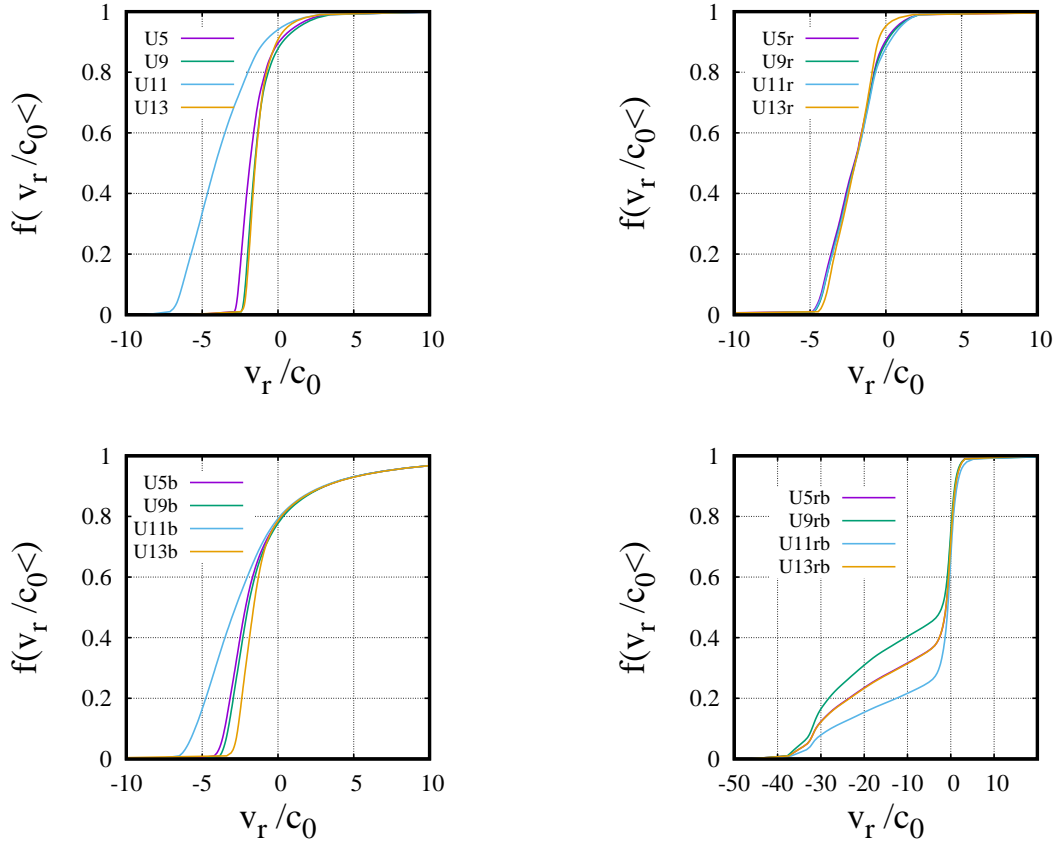 f( v_r /c_0<)
1
0.8
0.6
0.4
0.2
0
U5
U9
U11
U13
-10 -5 0 5 10
v_r /c_0
f(v_r /c_0<)
1
0.8
0.6
0.4
0.2
0
U5r
U9r
U11r
U13r
-10 -5 0 5 10
v_r /c_0
f(v_r /c_0<)
1
0.8
0.6
0.4
0.2
0
U5b
U9b
U11b
U13b
-10 -5 0 5 10
v_r /c_0
f(v_r /c_0<)
1
0.8
0.6
0.4
0.2
0
U5rb
U9rb
U11rb
U13rb
-50 -40 -30 -20 -10 0 10
v_r /c_0